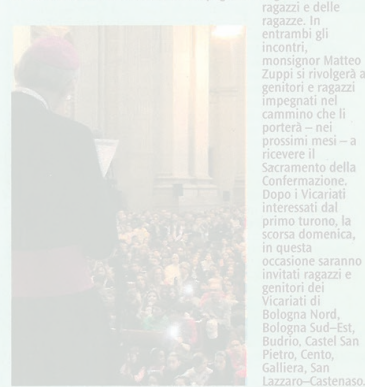 ragazzi e delle
ragazze. In
entrambi gli
incontri,
monsignor Matteo
Zuppi si rivolgerà a
genitori e ragazzi
impegnati nel
cammino che li
porterà – nei
prossimi mesi – a
ricevere il
Sacramento della
Confermazione.
Dopo i Vicariati
interessati dal
primo turono, la
scorsa domenica,
in questa
occasione saranno
invitati ragazzi e
genitori dei
Vicariati di
Bologna Nord,
Bologna Sud–Est,
Budrio, Castel San
Pietro, Cento,
Galliera, San
Lazzaro–Castenaso.